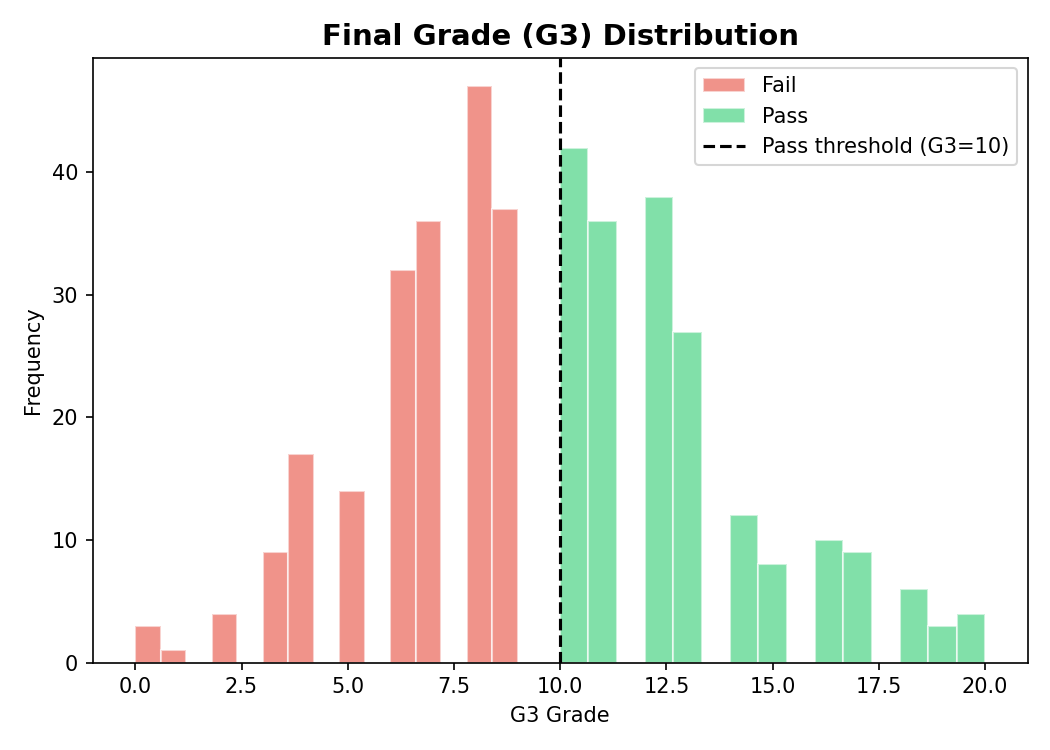 Final Grade (G3) Distribution
Fail
Pass
Pass threshold (G3=10)
Frequency
40
30
20
10
0
0.0 2.5 5.0 7.5 10.0 12.5 15.0 17.5 20.0
G3 Grade